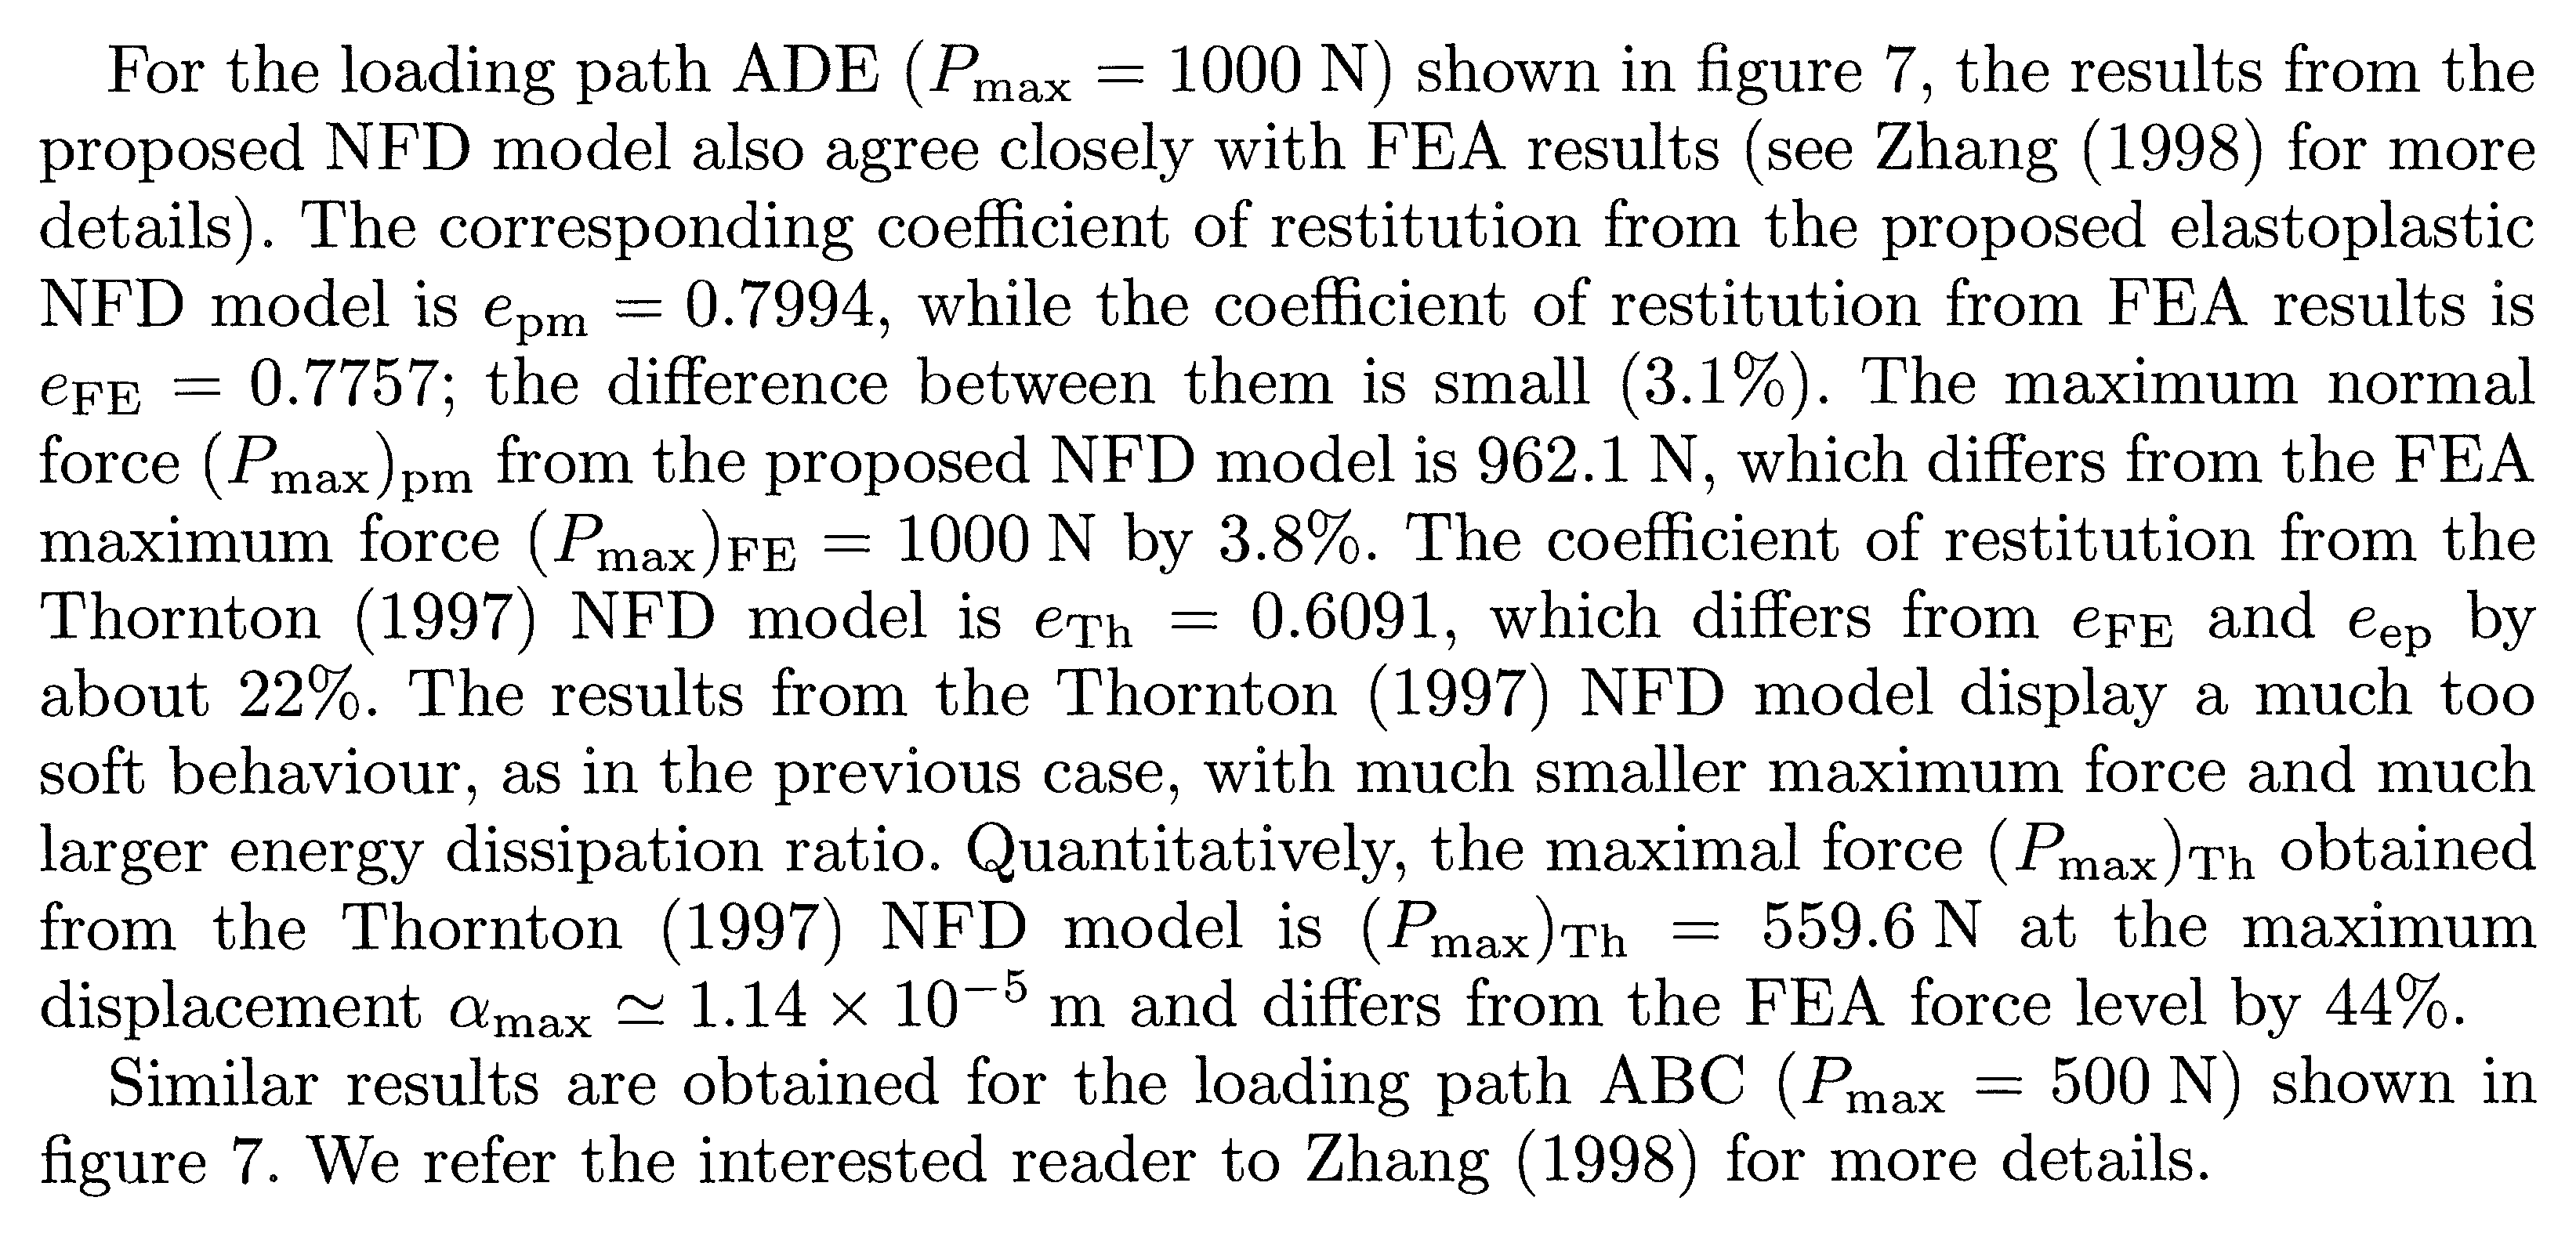 For the loading path ADE (P_max = 1000 N) shown in figure 7, the results from the
proposed NFD model also agree closely with FEA results (see Zhang (1998) for more
details). The corresponding coefficient of restitution from the proposed elastoplastic
NFD model is e_pm = 0.7994, while the coefficient of restitution from FEA results is
e_FE = 0.7757; the difference between them is small (3.1%). The maximum normal
force (P_max)_pm from the proposed NFD model is 962.1 N, which differs from the FEA
maximum force (P_max)_FE = 1000 N by 3.8%. The coefficient of restitution from the
Thornton (1997) NFD model is e_Th = 0.6091, which differs from e_FE and e_ep by
about 22%. The results from the Thornton (1997) NFD model display a much too
soft behaviour, as in the previous case, with much smaller maximum force and much
larger energy dissipation ratio. Quantitatively, the maximal force (P_max)_Th obtained
from the Thornton (1997) NFD model is (P_max)_Th = 559.6 N at the maximum
displacement α_max ≃ 1.14 × 10^−5 m and differs from the FEA force level by 44%.
Similar results are obtained for the loading path ABC (P_max = 500 N) shown in
figure 7. We refer the interested reader to Zhang (1998) for more details.